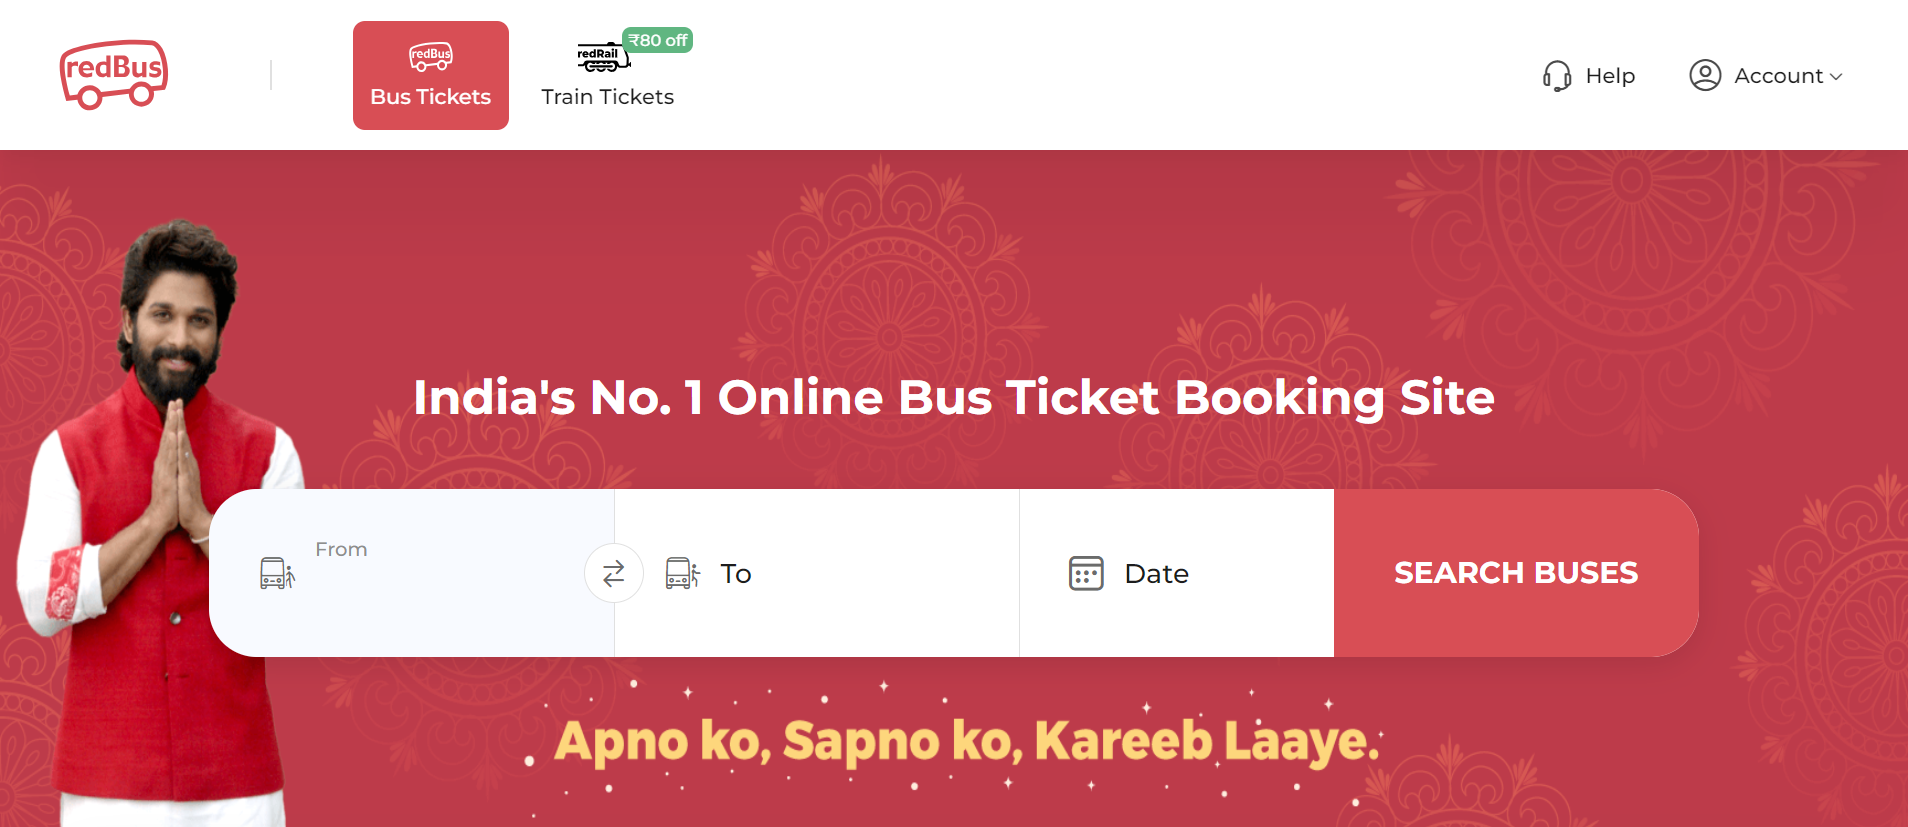 redBus
redBus
Bus Tickets
redRail
₹80 off
Train Tickets
Help
Account
India's No. 1 Online Bus Ticket Booking Site
From
To
Date
SEARCH BUSES
Apno ko, Sapno ko, Kareeb Laaye.